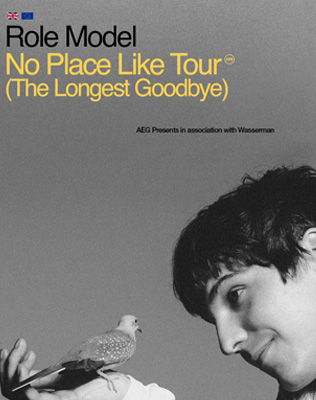 Role Model
No Place Like Tour
(The Longest Goodbye)
AEG Presents in association with Wasserman